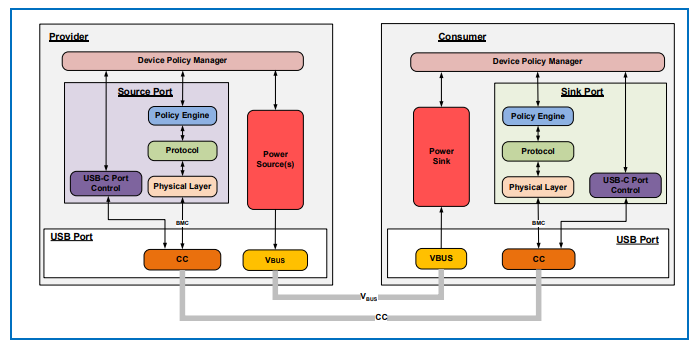 Provider
Device Policy Manager
Source Port
Policy Engine
Protocol
USB-C Port
Control
Physical Layer
Power
Source(s)
BMC
USB Port
CC
VBUS
Consumer
Device Policy Manager
Power
Sink
Sink Port
Policy Engine
Protocol
Physical Layer
USB-C Port
Control
BMC
USB Port
VBUS
CC
VBUS
CC